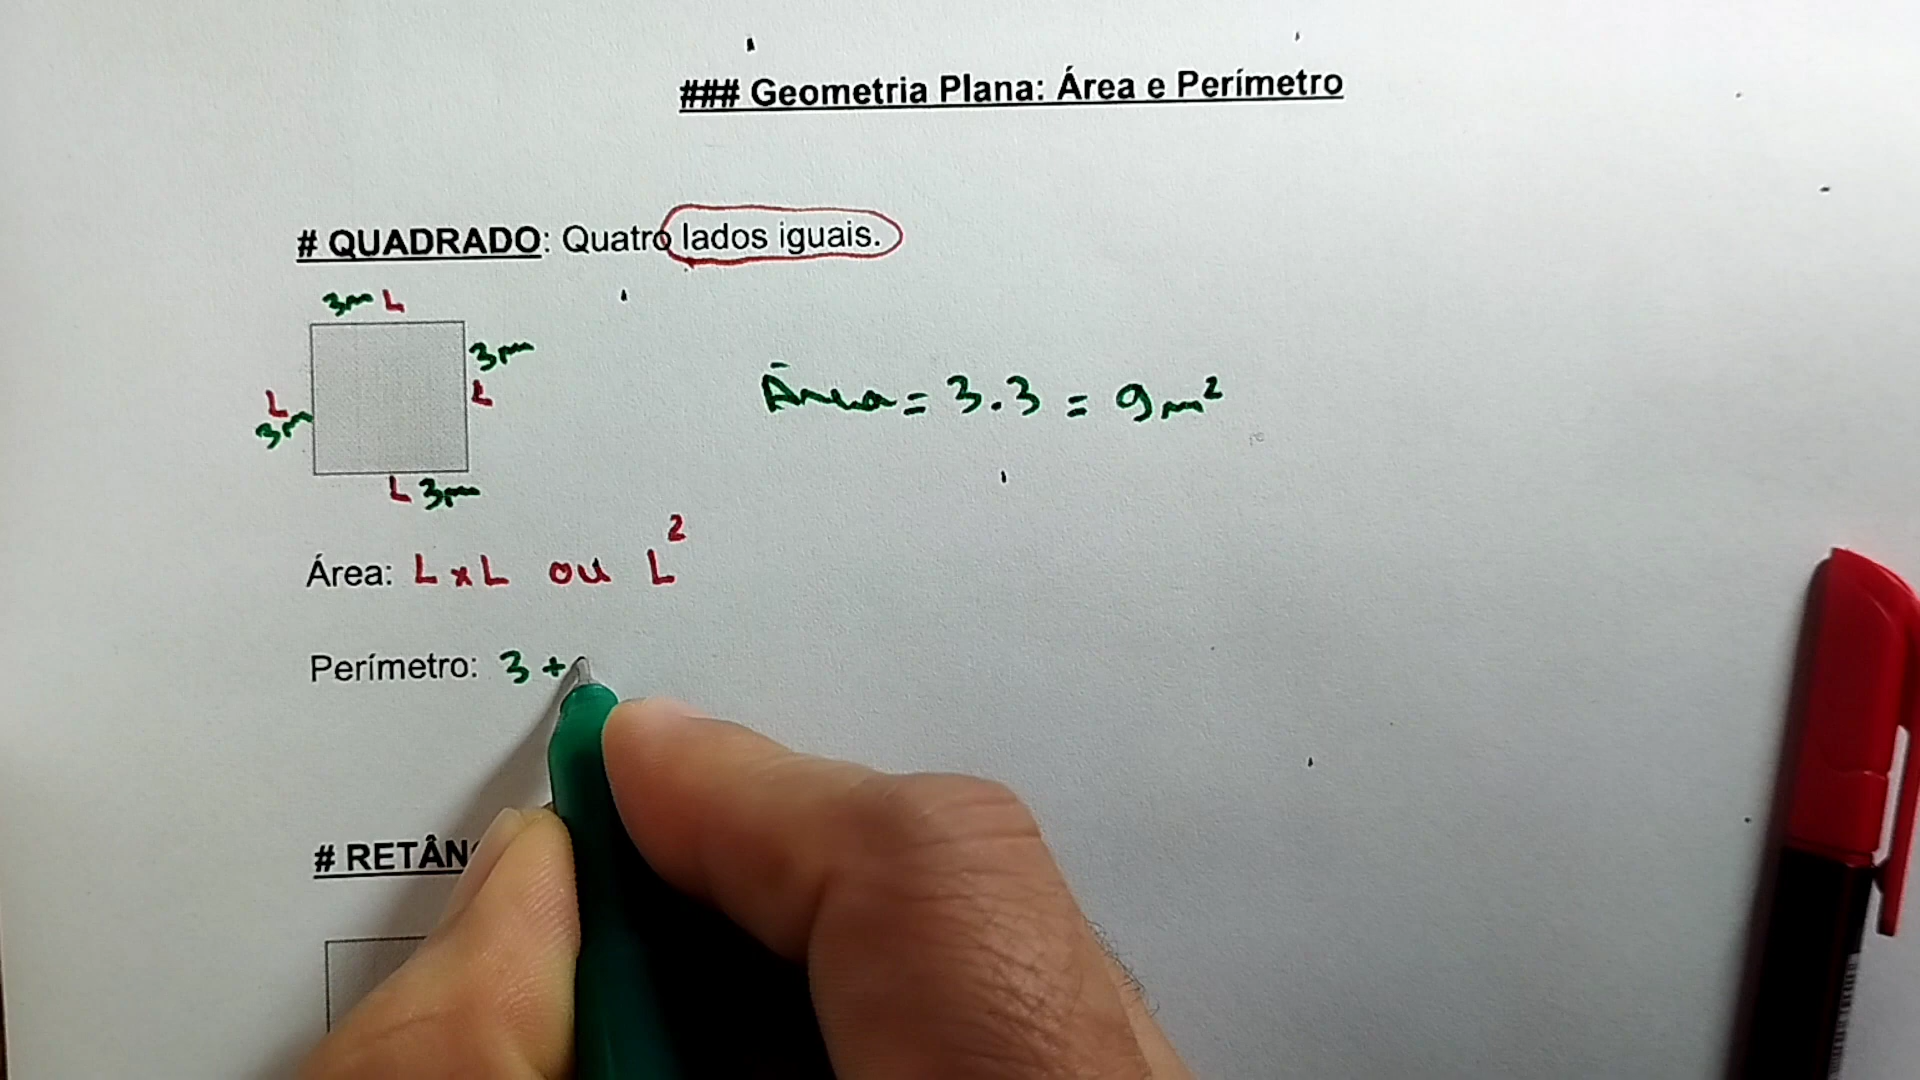 ### Geometria Plana: Área e Perímetro
# QUADRADO: Quatro lados iguais.
3m L
3m
L
L
3m
L 3m
Área = 3.3 = 9m²
Área: L x L ou L²
Perímetro: 3 +
# RETÂN